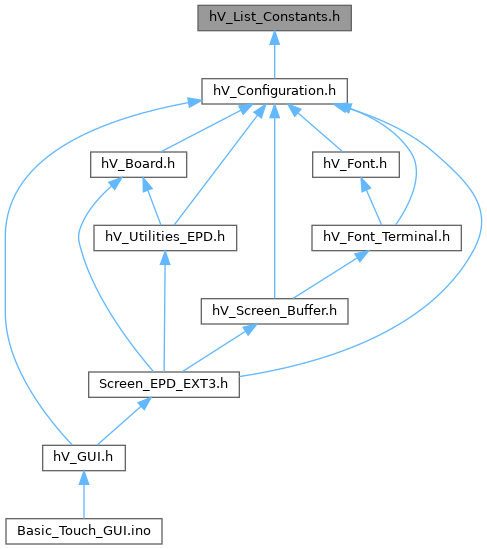 hV_List_Constants.h
hV_Configuration.h
hV_Board.h
hV_Font.h
hV_Utilities_EPD.h
hV_Font_Terminal.h
hV_Screen_Buffer.h
Screen_EPD_EXT3.h
hV_GUI.h
Basic_Touch_GUI.ino